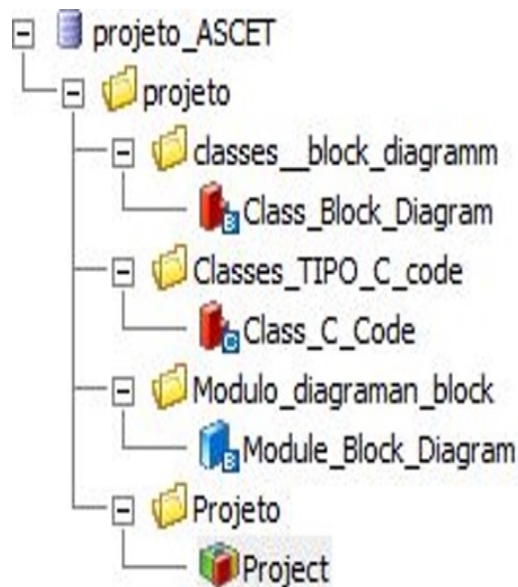 projeto_ASCET
projeto
classes__block_diagramm
B Class_Block_Diagram
Classes_TIPO_C_code
C Class_C_Code
Modulo_diagraman_block
B Module_Block_Diagram
Projeto
Project